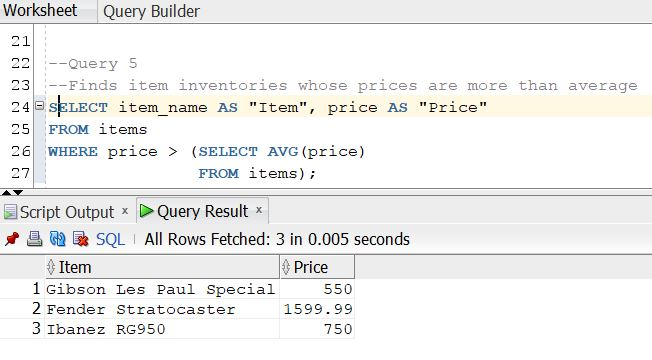 Worksheet Query Builder
21
22
23 --Query 5
--Finds item inventories whose prices are more than average
24 SELECT item_name AS "Item", price AS "Price"
25 FROM items
26 WHERE price > (SELECT AVG(price)
27 FROM items);
Script Output x Query Result x
SQL All Rows Fetched: 3 in 0.005 seconds
Item Price
1 Gibson Les Paul Special 550
2 Fender Stratocaster 1599.99
3 Ibanez RG950 750